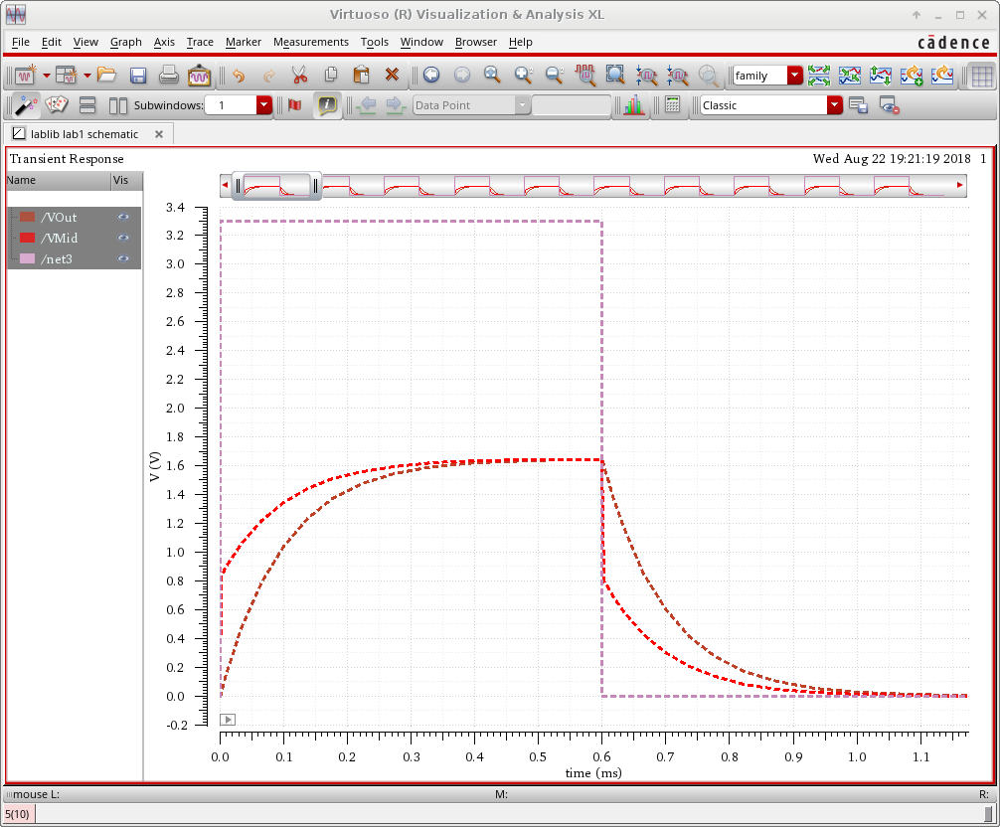 Virtuoso (R) Visualization & Analysis XL
File Edit View Graph Axis Trace Marker Measurements Tools Window Browser Help
cādence
family
Subwindows: 1 Data Point Classic
lablib lab1 schematic
Transient Response Wed Aug 22 19:21:19 2018 1
Name Vis
/VOut
/VMid
/net3
3.4
3.2
3.0
2.8
2.6
2.4
2.2
2.0
1.8
1.6
1.4
1.2
1.0
0.8
0.6
0.4
0.2
0.0
-0.2
V (V)
0.0 0.1 0.2 0.3 0.4 0.5 0.6 0.7 0.8 0.9 1.0 1.1
time (ms)
mouse L: M: R:
5(10)